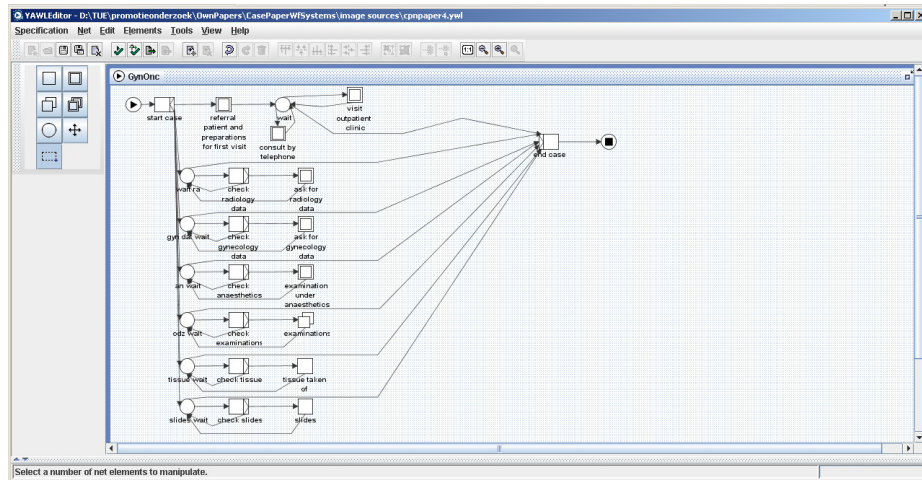 YAWLEditor - D:\TUE\promotieonderzoek\OwnPapers\CasePaperWfSystems\image sources\cpnpaper4.ywl
Specification Net Edit Elements Tools View Help
1:1
GynOnc
start case
referral
patient and
preparations
for first visit
wait
visit
outpatient
clinic
consult by
telephone
end case
wait ra
check
radiology
data
ask for
radiology
data
gyn dat wait
check
gynecology
data
ask for
gynecology
data
an wait
check
anaesthetics
examination
under
anaesthetics
odz wait
check
examinations
examinations
tissue wait
check tissue
tissue taken
of
slides wait
check slides
slides
Select a number of net elements to manipulate.